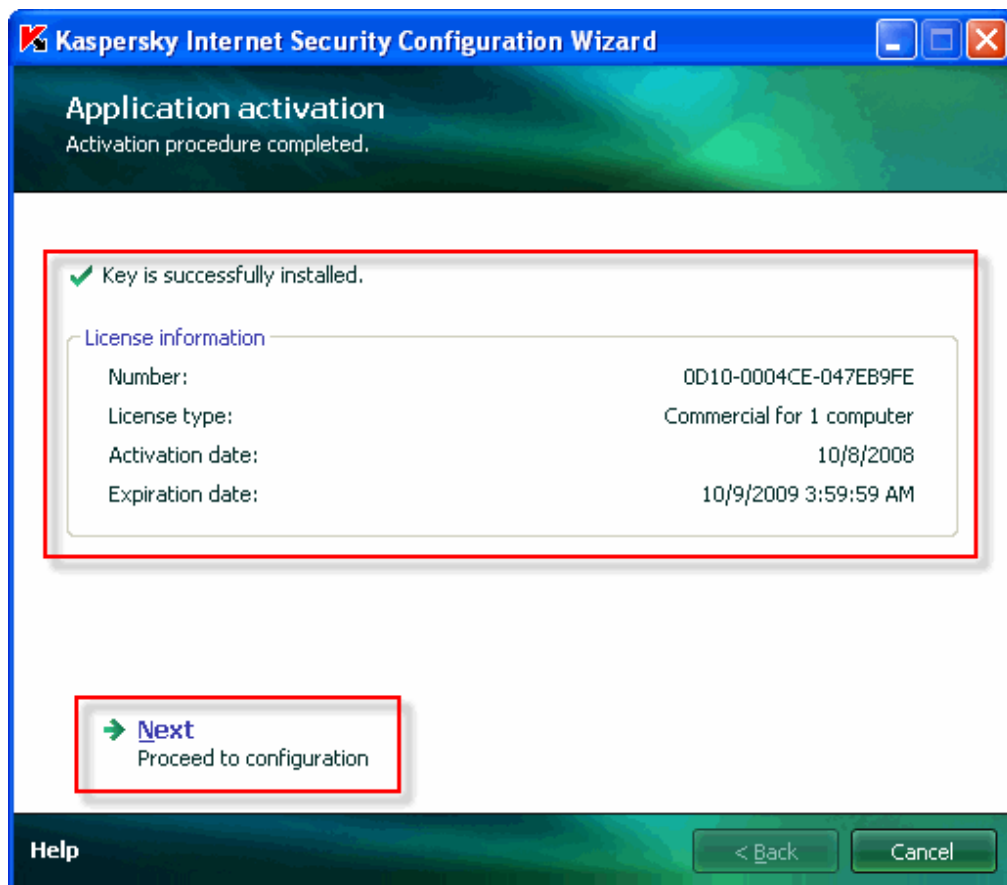 Kaspersky Internet Security Configuration Wizard
Application activation
Activation procedure completed.
Key is successfully installed.
License information
Number: 0D10-0004CE-047EB9FE
License type: Commercial for 1 computer
Activation date: 10/8/2008
Expiration date: 10/9/2009 3:59:59 AM
Next
Proceed to configuration
Help < Back Cancel